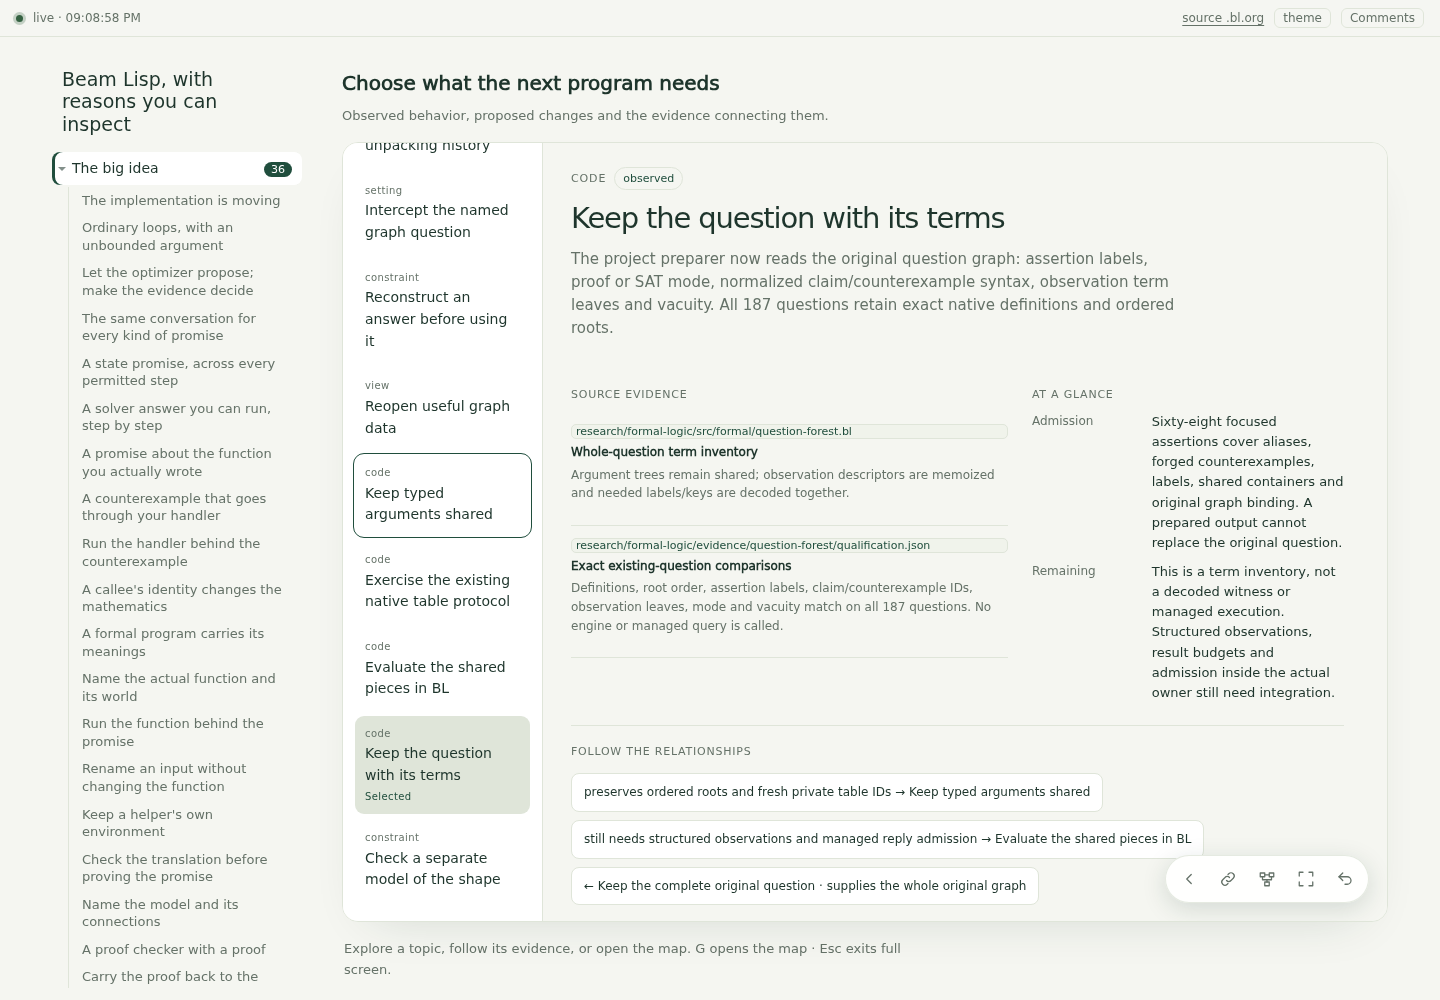 live · 09:08:58 PM
source .bl.org
theme
Comments
Beam Lisp, with
reasons you can
inspect
The big idea
36
The implementation is moving
Ordinary loops, with an
unbounded argument
Let the optimizer propose;
make the evidence decide
The same conversation for
every kind of promise
A state promise, across every
permitted step
A solver answer you can run,
step by step
A promise about the function
you actually wrote
A counterexample that goes
through your handler
Run the handler behind the
counterexample
A callee's identity changes the
mathematics
A formal program carries its
meanings
Name the actual function and
its world
Run the function behind the
promise
Rename an input without
changing the function
Keep a helper's own
environment
Check the translation before
proving the promise
Name the model and its
connections
A proof checker with a proof
Carry the proof back to the
Choose what the next program needs
Observed behavior, proposed changes and the evidence connecting them.
unpacking history
setting
Intercept the named
graph question
constraint
Reconstruct an
answer before using
it
view
Reopen useful graph
data
code
Keep typed
arguments shared
code
Exercise the existing
native table protocol
code
Evaluate the shared
pieces in BL
code
Keep the question
with its terms
Selected
constraint
Check a separate
model of the shape
CODE
observed
Keep the question with its terms
The project preparer now reads the original question graph: assertion labels,
proof or SAT mode, normalized claim/counterexample syntax, observation term
leaves and vacuity. All 187 questions retain exact native definitions and ordered
roots.
SOURCE EVIDENCE
research/formal-logic/src/formal/question-forest.bl
Whole-question term inventory
Argument trees remain shared; observation descriptors are memoized
and needed labels/keys are decoded together.
research/formal-logic/evidence/question-forest/qualification.json
Exact existing-question comparisons
Definitions, root order, assertion labels, claim/counterexample IDs,
observation leaves, mode and vacuity match on all 187 questions. No
engine or managed query is called.
AT A GLANCE
Admission
Sixty-eight focused
assertions cover aliases,
forged counterexamples,
labels, shared containers and
original graph binding. A
prepared output cannot
replace the original question.
Remaining
This is a term inventory, not
a decoded witness or
managed execution.
Structured observations,
result budgets and
admission inside the actual
owner still need integration.
FOLLOW THE RELATIONSHIPS
preserves ordered roots and fresh private table IDs → Keep typed arguments shared
still needs structured observations and managed reply admission → Evaluate the shared pieces in BL
← Keep the complete original question · supplies the whole original graph
Explore a topic, follow its evidence, or open the map. G opens the map · Esc exits full
screen.